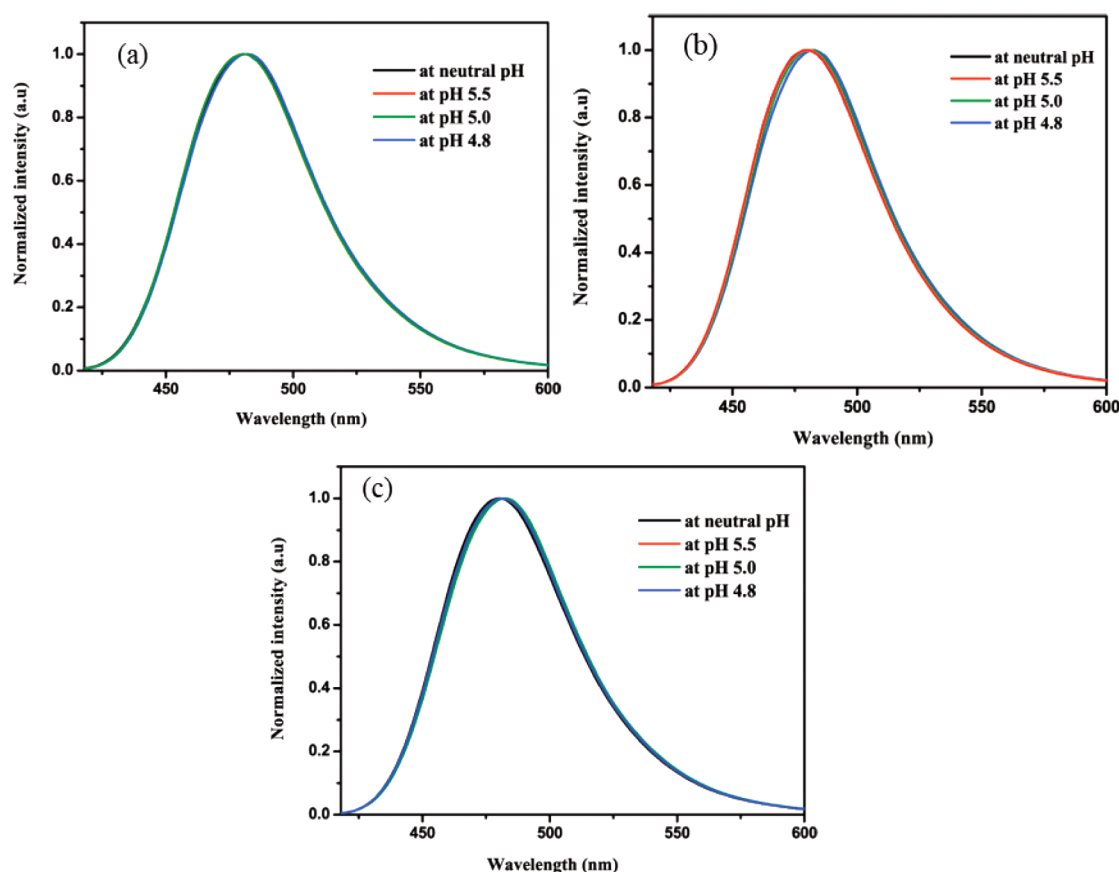 (a)
at neutral pH
at pH 5.5
at pH 5.0
at pH 4.8
Normalized intensity (a.u)
1.0
0.8
0.6
0.4
0.2
0.0
450
500
550
600
Wavelength (nm)
(b)
at neutral pH
at pH 5.5
at pH 5.0
at pH 4.8
Normalized intensity (a.u)
1.0
0.8
0.6
0.4
0.2
0.0
450
500
550
600
Wavelength (nm)
(c)
at neutral pH
at pH 5.5
at pH 5.0
at pH 4.8
Normalized intensity (a.u)
1.0
0.8
0.6
0.4
0.2
0.0
450
500
550
600
Wavelength (nm)